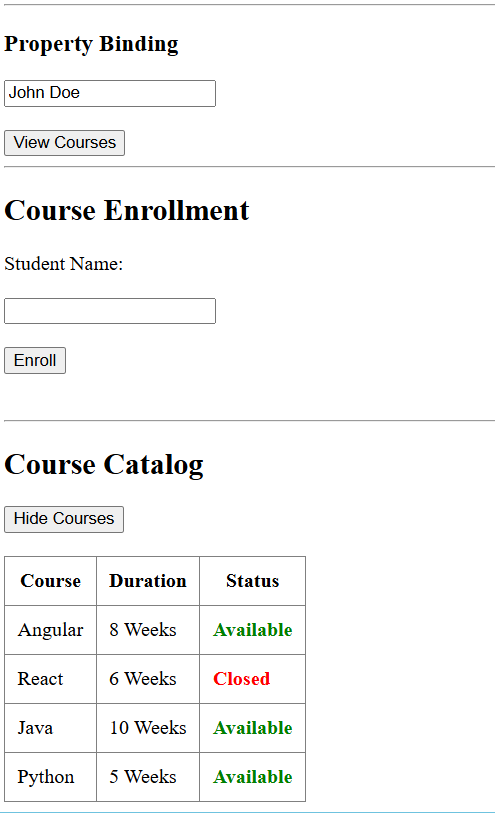 Property Binding
John Doe
View Courses
Course Enrollment
Student Name:
Enroll
Course Catalog
Hide Courses
Course Duration Status
Angular 8 Weeks Available
React 6 Weeks Closed
Java 10 Weeks Available
Python 5 Weeks Available